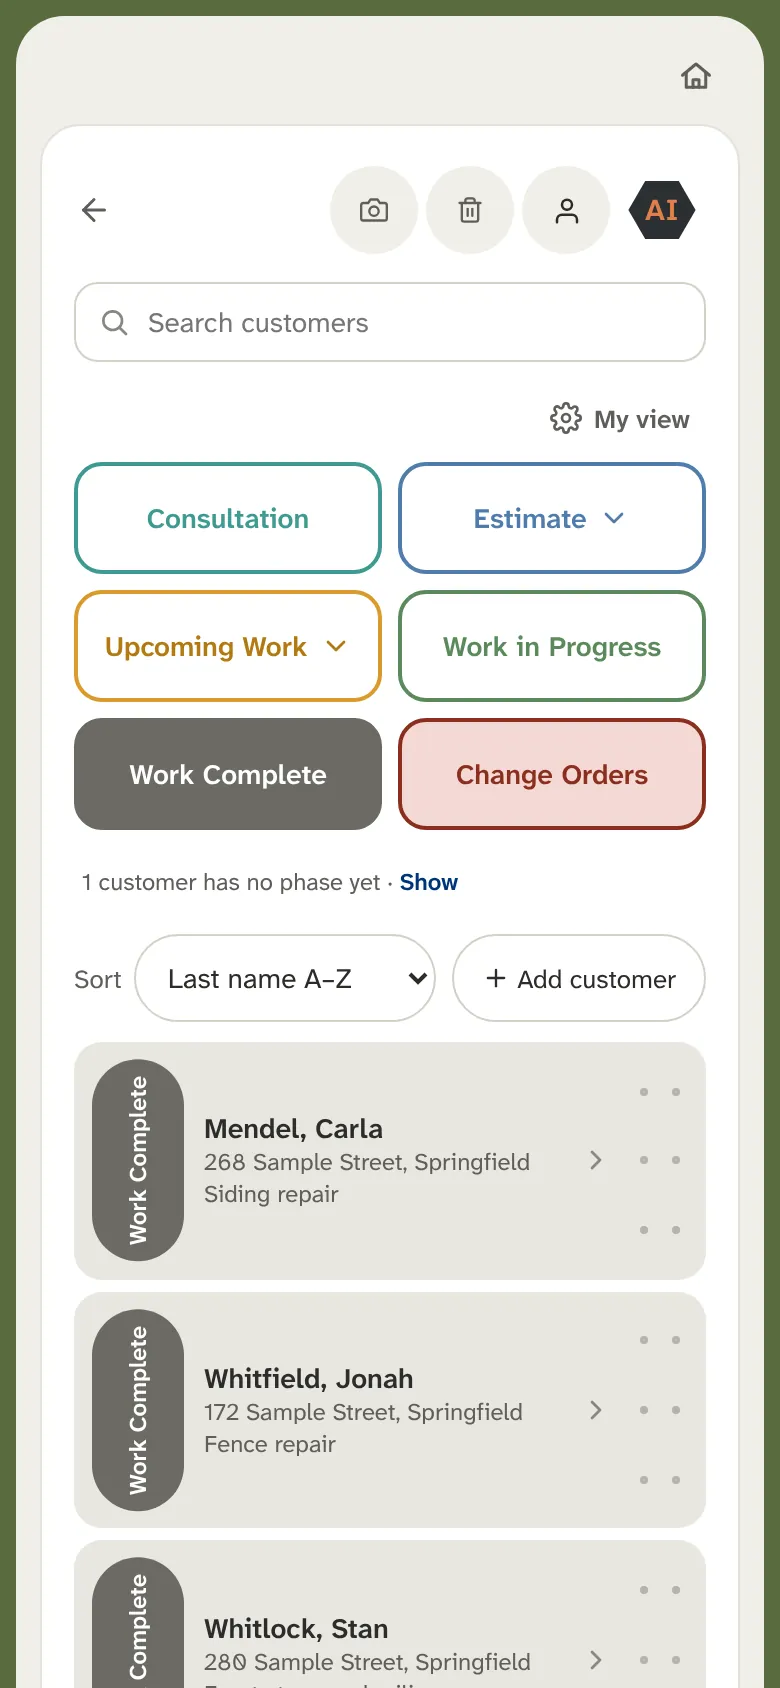 AI
Search customers
My view
Consultation
Estimate
Upcoming Work
Work in Progress
Work Complete
Change Orders
1 customer has no phase yet · Show
Sort
Last name A–Z
+ Add customer
Work Complete
Mendel, Carla
268 Sample Street, Springfield
Siding repair
Work Complete
Whitfield, Jonah
172 Sample Street, Springfield
Fence repair
Complete
Whitlock, Stan
280 Sample Street, Springfield